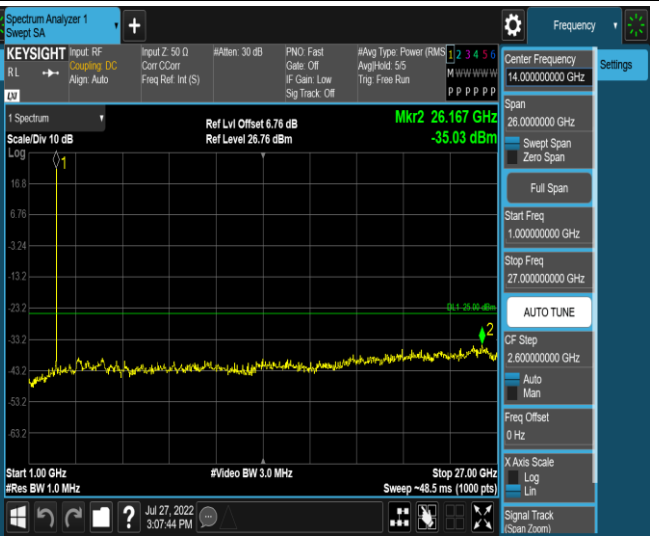 Spectrum Analyzer 1
Swept SA
+
Frequency
KEYSIGHT
Input: RF
Input Z: 50 Ω
#Atten: 30 dB
PNO: Fast
#Avg Type: Power (RMS
1 2 3 4 5 6
RL
Coupling: DC
Corr CCorr
Gate: Off
Avg|Hold: 5/5
M W W W W W
Align: Auto
Freq Ref: Int (S)
IF Gain: Low
Trig: Free Run
Sig Track: Off
P P P P P P
LXI
1 Spectrum
Ref Lvl Offset 6.76 dB
Mkr2 26.167 GHz
Scale/Div 10 dB
Ref Level 26.76 dBm
-35.03 dBm
Log
1
16.8
6.76
-3.24
-13.2
-23.2
DL1 -25.00 dBm
2
-33.2
-43.2
-53.2
-63.2
Start 1.00 GHz
#Video BW 3.0 MHz
Stop 27.00 GHz
#Res BW 1.0 MHz
Sweep ~48.5 ms (1000 pts)
?
Jul 27, 2022
3:07:44 PM
Center Frequency
14.000000000 GHz
Span
26.0000000 GHz
Swept Span
Zero Span
Full Span
Start Freq
1.000000000 GHz
Stop Freq
27.000000000 GHz
AUTO TUNE
CF Step
2.600000000 GHz
Auto
Man
Freq Offset
0 Hz
X Axis Scale
Log
Lin
Signal Track
(Span Zoom)
Settings